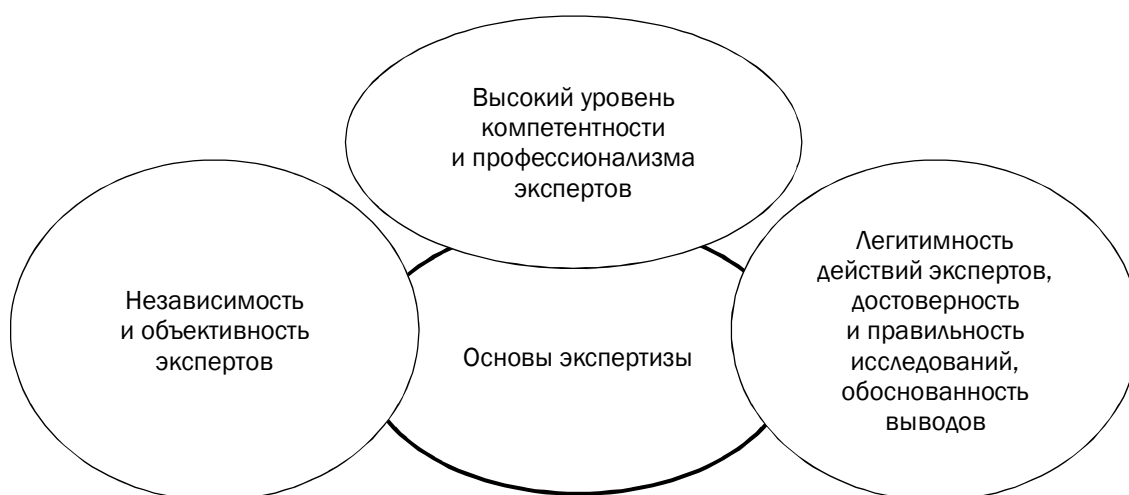 Высокий уровень
компетентности
и профессионализма
экспертов
Независимость
и объективность
экспертов
Основы экспертизы
Легитимность
действий экспертов,
достоверность
и правильность
исследований,
обоснованность
выводов